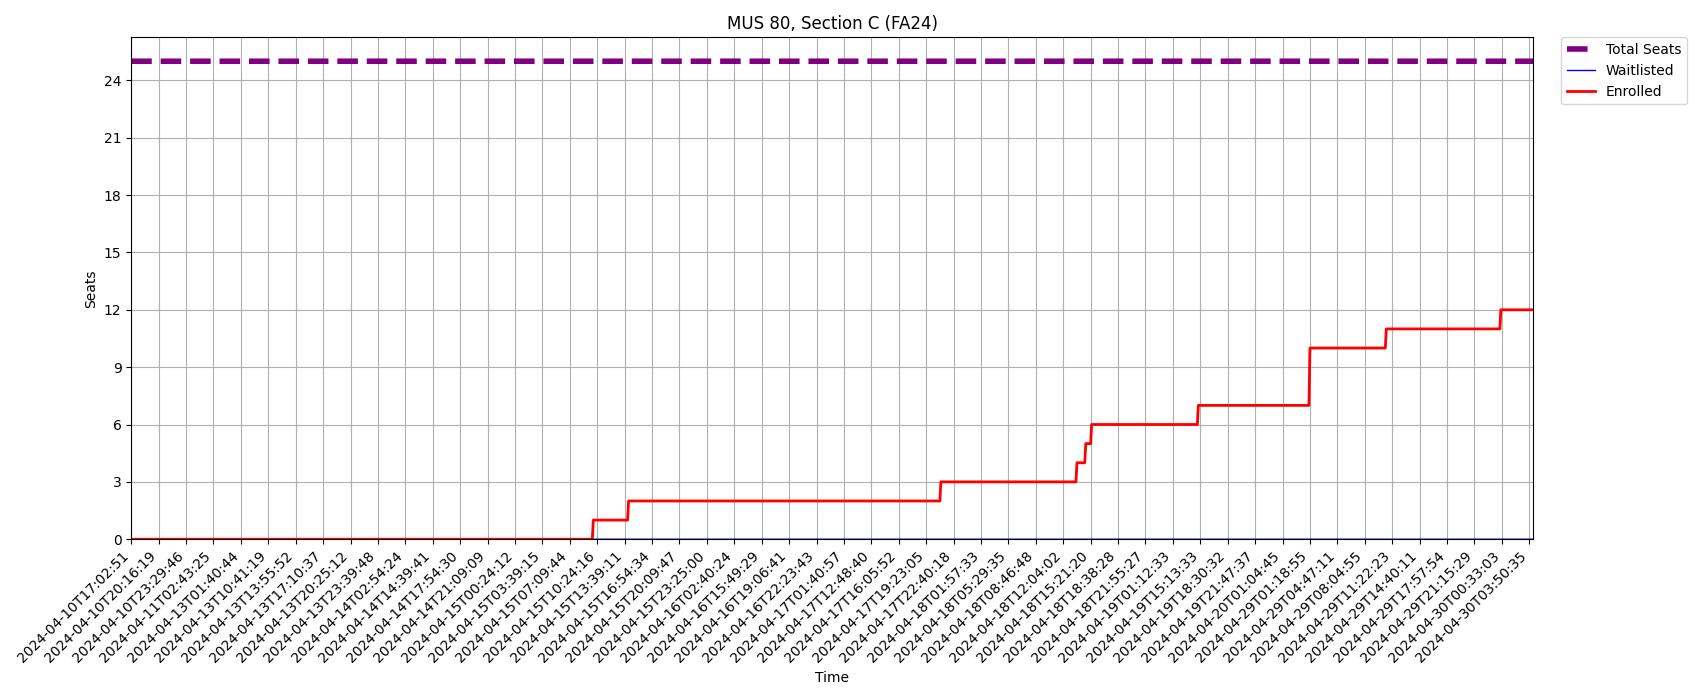 MUS 80, Section C (FA24)
Total Seats
Waitlisted
Enrolled
Seats
24
21
18
15
12
9
6
3
0
2024-04-10T17:02:51
2024-04-10T20:16:19
2024-04-10T23:29:46
2024-04-11T02:43:25
2024-04-13T01:40:44
2024-04-13T10:41:19
2024-04-13T13:55:52
2024-04-13T17:10:37
2024-04-13T20:25:12
2024-04-13T23:39:48
2024-04-14T02:54:24
2024-04-14T14:39:41
2024-04-14T17:54:30
2024-04-14T21:09:09
2024-04-15T00:24:12
2024-04-15T03:39:15
2024-04-15T07:09:44
2024-04-15T10:24:16
2024-04-15T13:39:11
2024-04-15T16:54:34
2024-04-15T20:09:47
2024-04-15T23:25:00
2024-04-16T02:40:24
2024-04-16T15:49:29
2024-04-16T19:06:41
2024-04-16T22:23:43
2024-04-17T01:40:57
2024-04-17T12:48:40
2024-04-17T16:05:52
2024-04-17T19:23:05
2024-04-17T22:40:18
2024-04-18T01:57:33
2024-04-18T05:29:35
2024-04-18T08:46:48
2024-04-18T12:04:02
2024-04-18T15:21:20
2024-04-18T18:38:28
2024-04-18T21:55:27
2024-04-19T01:12:33
2024-04-19T15:13:33
2024-04-19T18:30:32
2024-04-19T21:47:37
2024-04-20T01:04:45
2024-04-29T01:18:55
2024-04-29T04:47:11
2024-04-29T08:04:55
2024-04-29T11:22:23
2024-04-29T14:40:11
2024-04-29T17:57:54
2024-04-29T21:15:29
2024-04-30T00:33:03
2024-04-30T03:50:35
Time